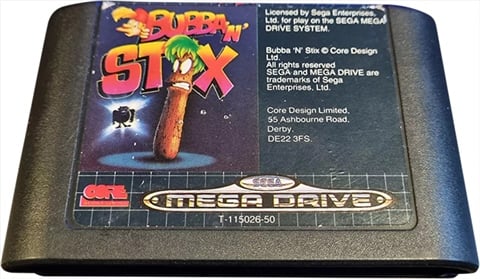 BUBBA N'
STIX
Licensed by Sega Enterprises,
Ltd. for play on the SEGA MEGA
DRIVE SYSTEM.
Bubba 'N' Stix © Core Design
Ltd.
All rights reserved
SEGA and MEGA DRIVE are
trademarks of Sega
Enterprises, Ltd.
Core Design Limited,
55 Ashbourne Road,
Derby.
DE22 3FS.
CORE
SEGA
MEGA DRIVE
T-115026-50